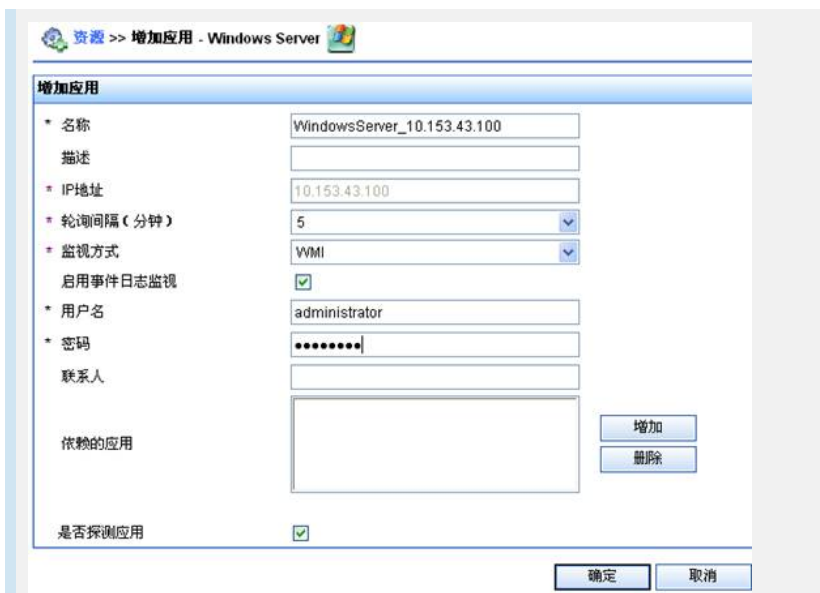 资源 >> 增加应用 - Windows Server
增加应用
* 名称 WindowsServer_10.153.43.100
描述
* IP地址 10.153.43.100
* 轮询间隔（分钟） 5
* 监视方式 WMI
启用事件日志监视
* 用户名 administrator
* 密码 ●●●●●●●●
联系人
依赖的应用
增加
删除
是否探测应用
确定 取消